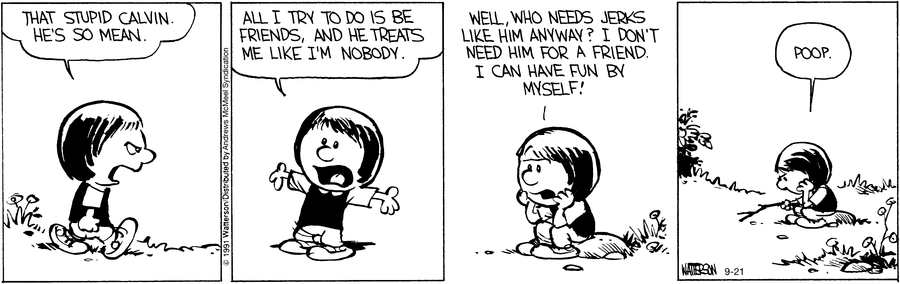 THAT STUPID CALVIN.
HE'S SO MEAN.
ALL I TRY TO DO IS BE
FRIENDS, AND HE TREATS
ME LIKE I'M NOBODY.
WELL, WHO NEEDS JERKS
LIKE HIM ANYWAY? I DON'T
NEED HIM FOR A FRIEND.
I CAN HAVE FUN BY
MYSELF!
POOP.
© 1991 Watterson Distributed by Andrews McMeel Syndication
WATTERSON 9-21